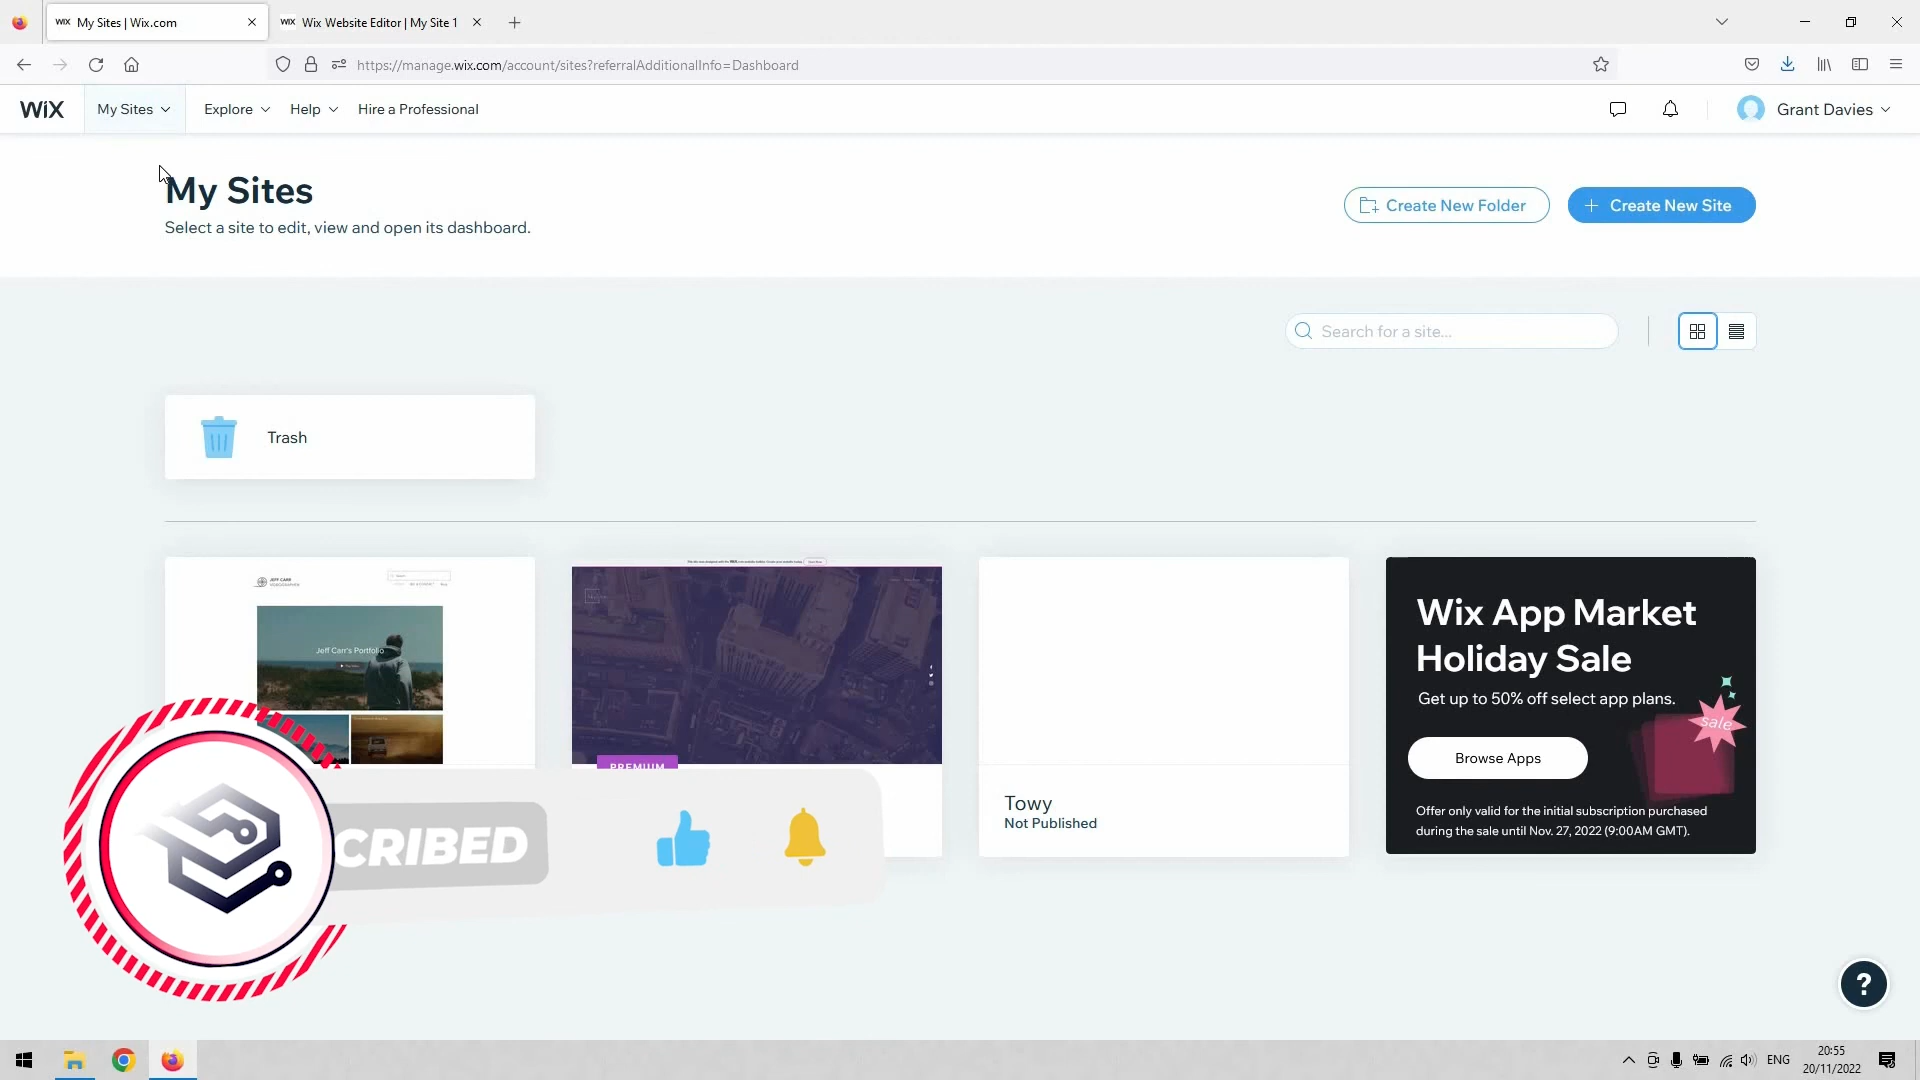 WiX My Sites | Wix.com
WiX Wix Website Editor | My Site 1
https://manage.wix.com/account/sites?referralAdditionalInfo=Dashboard
WiX
My Sites
Explore
Help
Hire a Professional
Grant Davies
My Sites
Select a site to edit, view and open its dashboard.
Create New Folder
Create New Site
Search for a site...
Trash
JEFF CARR
Jeff Carr's Portfolio
PREMIUM
Towy
Not Published
Wix App Market
Holiday Sale
Get up to 50% off select app plans.
sale
Browse Apps
Offer only valid for the initial subscription purchased
during the sale until Nov. 27, 2022 (9:00AM GMT).
CRIBED
?
ENG
20:55
20/11/2022